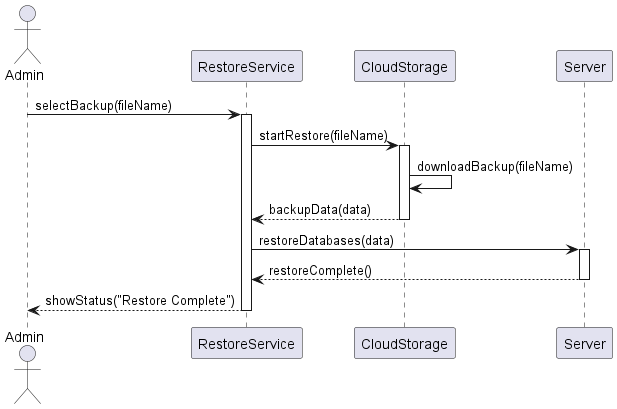 Admin
RestoreService
CloudStorage
Server
selectBackup(fileName)
startRestore(fileName)
downloadBackup(fileName)
backupData(data)
restoreDatabases(data)
restoreComplete()
showStatus("Restore Complete")
Admin
RestoreService
CloudStorage
Server